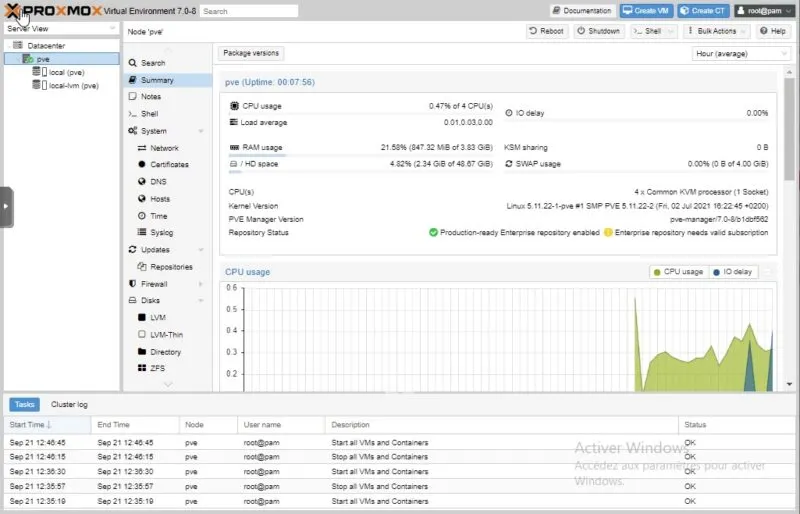 PROXMOX Virtual Environment 7.0-8 Search Documentation Create VM Create CT root@pam
Server View Node 'pve' Reboot Shutdown Shell Bulk Actions Help
Datacenter
pve
local (pve)
local-lvm (pve)
Search
Summary
Notes
Shell
System
Network
Certificates
DNS
Hosts
Time
Syslog
Updates
Repositories
Firewall
Disks
LVM
LVM-Thin
Directory
ZFS
Package versions Hour (average)
pve (Uptime: 00:07:56)
CPU usage 0.47% of 4 CPU(s) IO delay 0.00%
Load average 0.01,0.03,0.00
RAM usage 21.58% (847.32 MiB of 3.83 GiB) KSM sharing 0 B
/ HD space 4.82% (2.34 GiB of 48.67 GiB) SWAP usage 0.00% (0 B of 4.00 GiB)
CPU(s) 4 x Common KVM processor (1 Socket)
Kernel Version Linux 5.11.22-1-pve #1 SMP PVE 5.11.22-2 (Fri, 02 Jul 2021 16:22:45 +0200)
PVE Manager Version pve-manager/7.0-8/b1dbf562
Repository Status Production-ready Enterprise repository enabled Enterprise repository needs valid subscription
CPU usage CPU usage IO delay
0.6
0.5
0.4
0.3
0.2
Tasks Cluster log
Start Time End Time Node User name Description Status
Sep 21 12:46:45 Sep 21 12:46:45 pve root@pam Start all VMs and Containers OK
Sep 21 12:46:15 Sep 21 12:46:15 pve root@pam Stop all VMs and Containers OK
Sep 21 12:36:30 Sep 21 12:36:30 pve root@pam Start all VMs and Containers OK
Sep 21 12:35:57 Sep 21 12:35:57 pve root@pam Stop all VMs and Containers OK
Sep 21 12:35:19 Sep 21 12:35:19 pve root@pam Start all VMs and Containers OK
Activer Windows
Accédez aux paramètres pour activer
Windows.